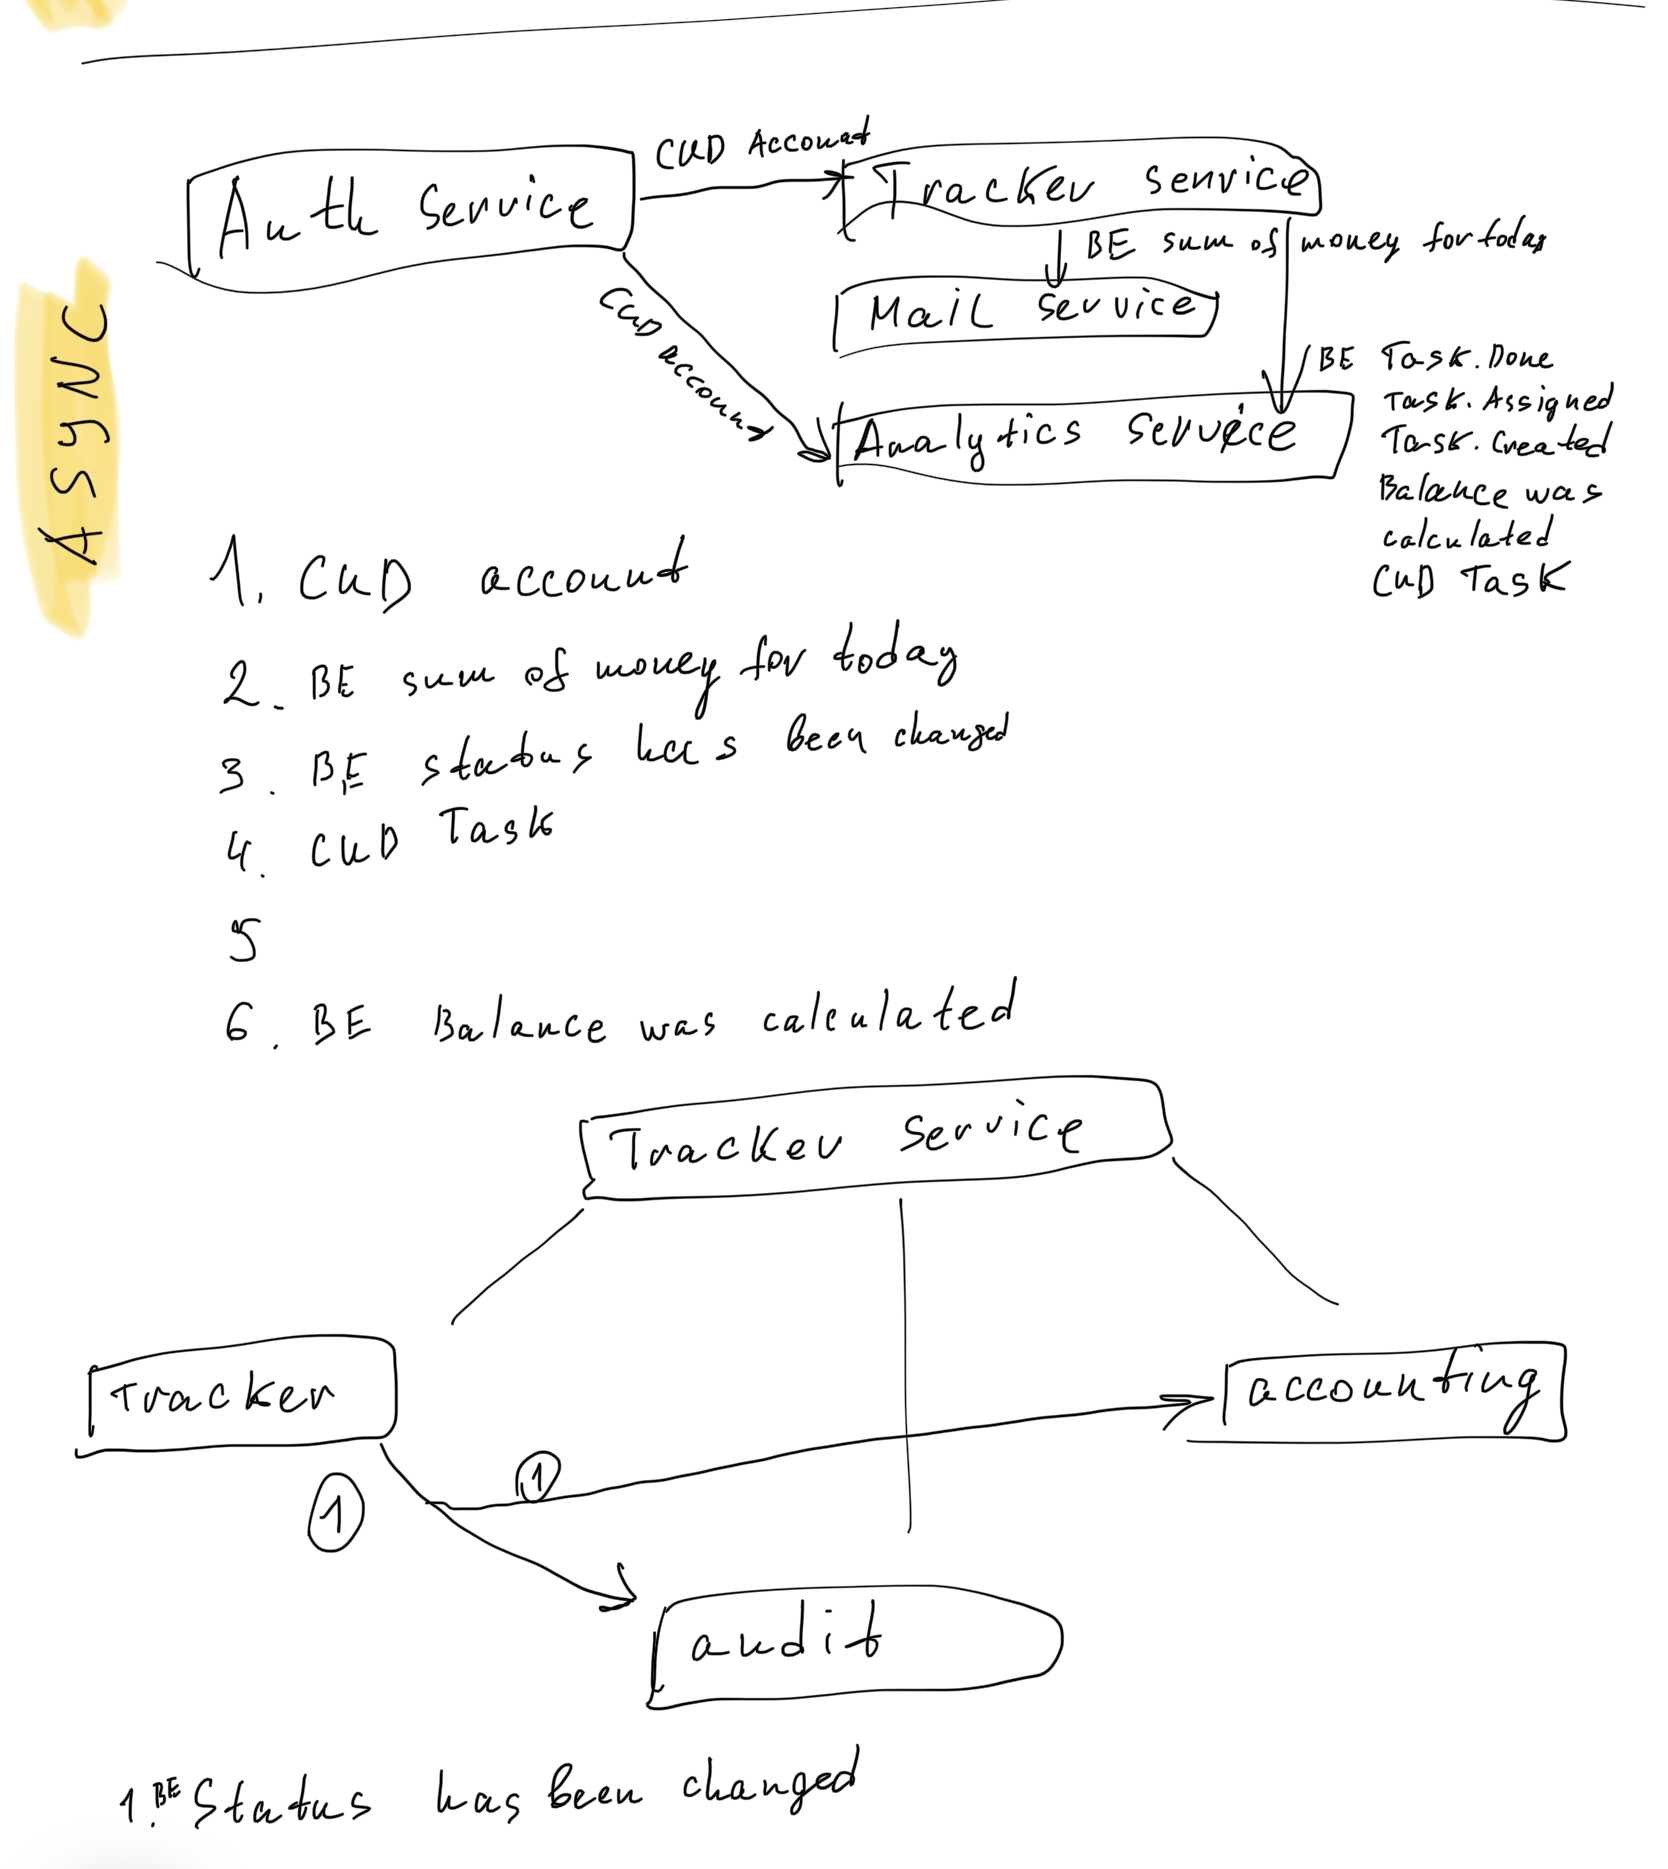 CUD Account
Auth Service
Tracker service
BE sum of money for today
CUD account
Mail service
ASYNC
BE Task.Done
Task.Assigned
Task.Created
Balance was
calculated
CUD Task
Analytics service
1. CUD account
2. BE sum of money for today
3. BE status has been changed
4. CUD Task
5
6. BE Balance was calculated
Tracker service
Tracker
accounting
1
1
audit
1. BE Status has been changed